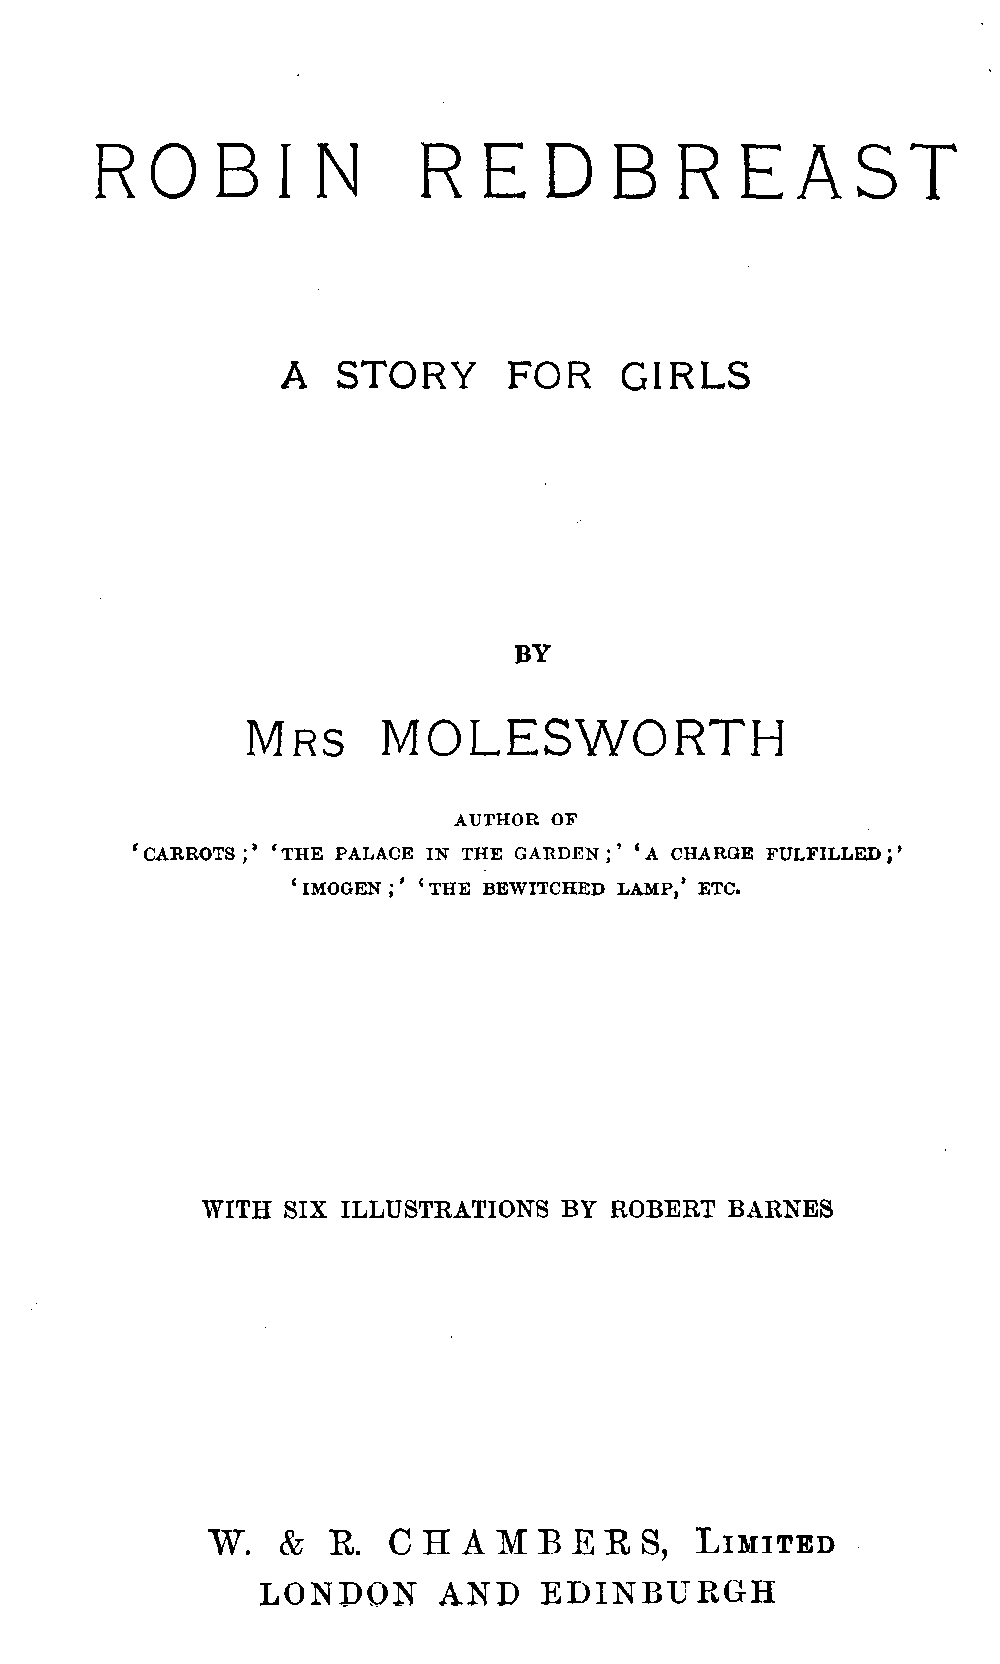 ROBIN REDBREAST
A STORY FOR GIRLS
BY
MRS MOLESWORTH
AUTHOR OF
‘CARROTS;’ ‘THE PALACE IN THE GARDEN;’ ‘A CHARGE FULFILLED;’
‘IMOGEN;’ ‘THE BEWITCHED LAMP,’ ETC.
WITH SIX ILLUSTRATIONS BY ROBERT BARNES
W. & R. CHAMBERS, LIMITED
LONDON AND EDINBURGH